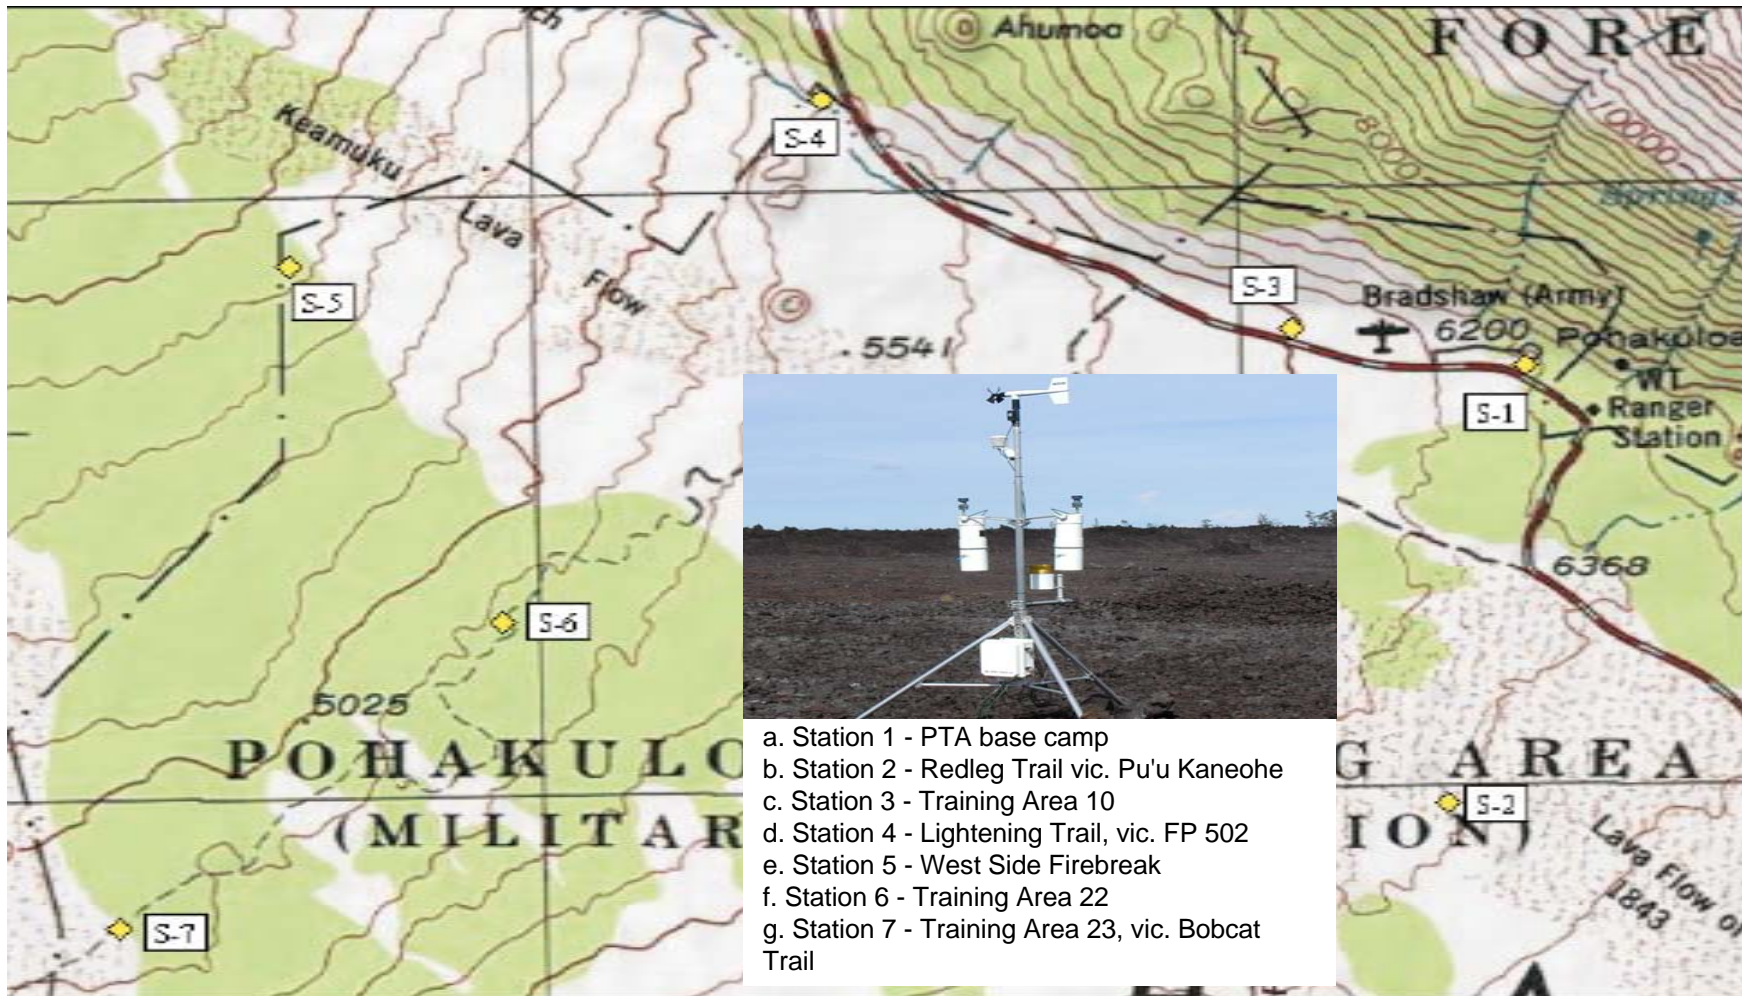 ch
Ahumoa
FORE
S-4
Keamuku
8000
10000
Springs
Lava
S-5
Flow
S-3
Bradshaw (Army)
6200
Pohakuloa
5541
WT
S-1
Ranger
Station
6368
S-6
5025
POHAKULO
G AREA
(MILITAR
ION)
S-2
Lava Flow of
1843
S-7
a. Station 1 - PTA base camp
b. Station 2 - Redleg Trail vic. Pu'u Kaneohe
c. Station 3 - Training Area 10
d. Station 4 - Lightening Trail, vic. FP 502
e. Station 5 - West Side Firebreak
f. Station 6 - Training Area 22
g. Station 7 - Training Area 23, vic. Bobcat
Trail